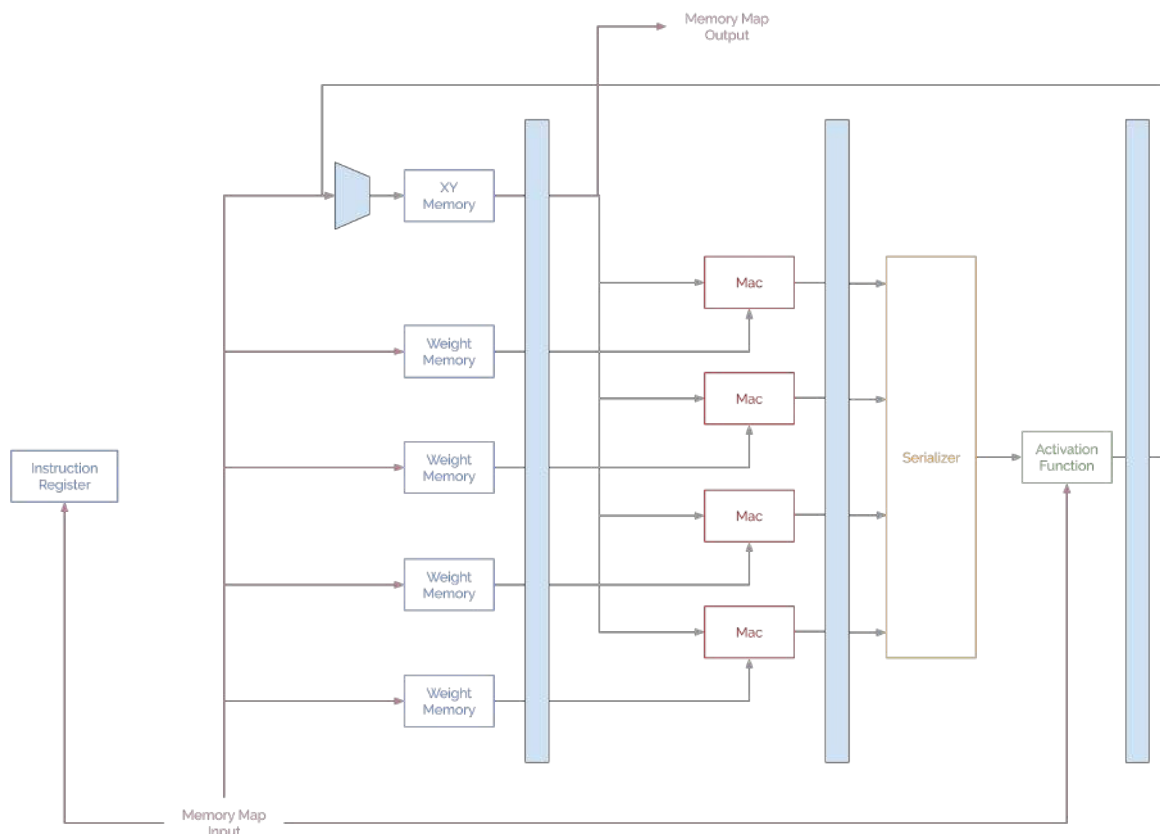 Memory Map
Output
XY
Memory
Mac
Weight
Memory
Mac
Weight
Memory
Serializer
Activation
Function
Instruction
Register
Mac
Weight
Memory
Mac
Weight
Memory
Memory Map
Input